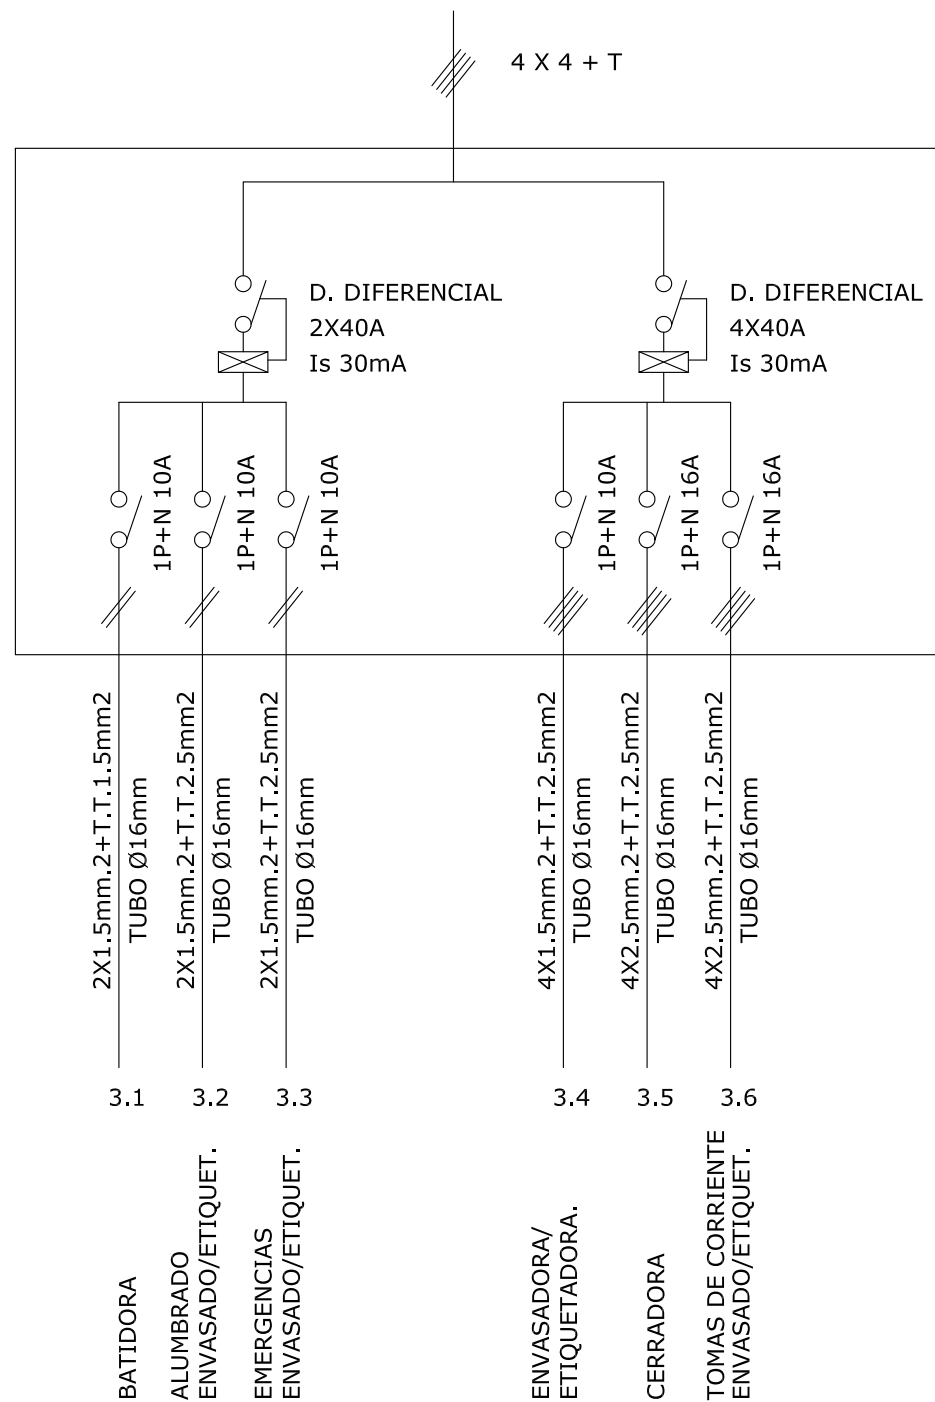 4 X 4 + T
D. DIFERENCIAL
2X40A
Is 30mA
D. DIFERENCIAL
4X40A
Is 30mA
1P+N 10A
1P+N 10A
1P+N 10A
1P+N 10A
1P+N 16A
1P+N 16A
2X1.5mm.2+T.T.1.5mm2
TUBO Ø16mm
2X1.5mm.2+T.T.2.5mm2
TUBO Ø16mm
2X1.5mm.2+T.T.2.5mm2
TUBO Ø16mm
4X1.5mm.2+T.T.2.5mm2
TUBO Ø16mm
4X2.5mm.2+T.T.2.5mm2
TUBO Ø16mm
4X2.5mm.2+T.T.2.5mm2
TUBO Ø16mm
3.1
3.2
3.3
3.4
3.5
3.6
BATIDORA
ALUMBRADO
ENVASADO/ETIQUET.
EMERGENCIAS
ENVASADO/ETIQUET.
ENVASADORA/
ETIQUETADORA.
CERRADORA
TOMAS DE CORRIENTE
ENVASADO/ETIQUET.